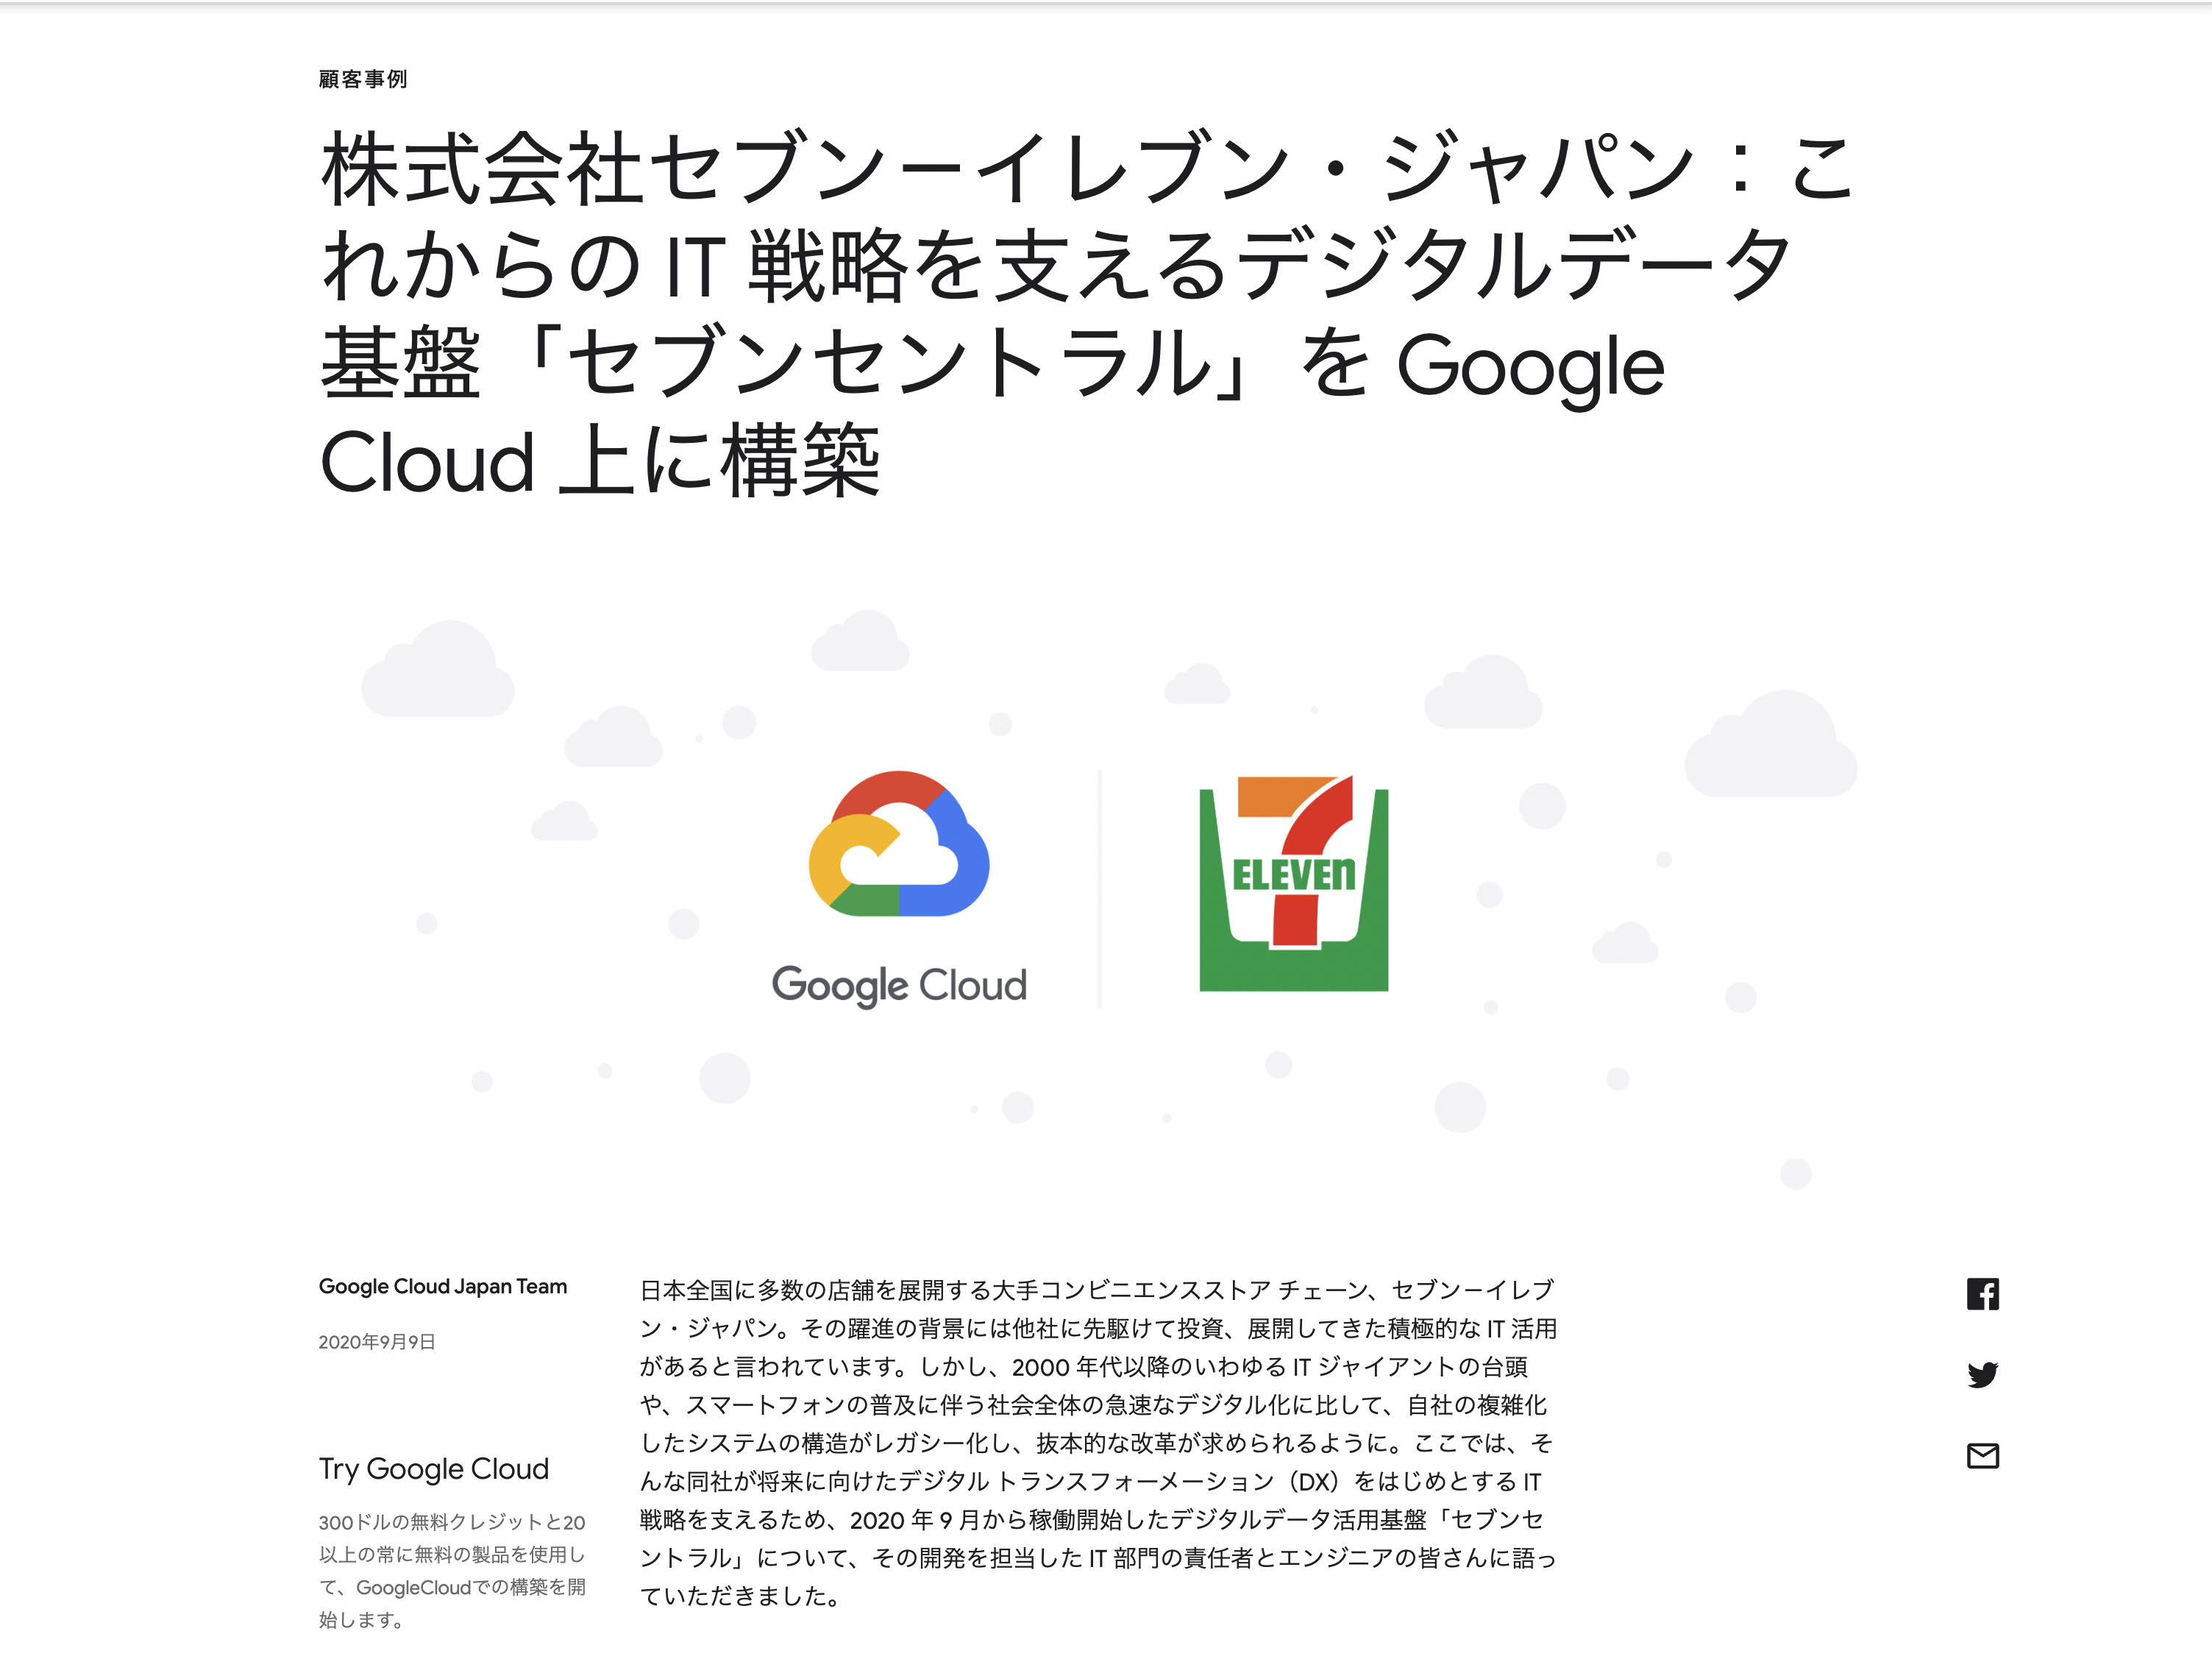 顧客事例
株式会社セブン－イレブン・ジャパン：こ
れからの IT 戦略を支えるデジタルデータ
基盤「セブンセントラル」を Google
Cloud 上に構築
Google Cloud
7
ELEVEn
Google Cloud Japan Team
2020年9月9日
Try Google Cloud
300ドルの無料クレジットと20
以上の常に無料の製品を使用し
て、GoogleCloudでの構築を開
始します。
日本全国に多数の店舗を展開する大手コンビニエンスストア チェーン、セブン－イレブ
ン・ジャパン。その躍進の背景には他社に先駆けて投資、展開してきた積極的な IT 活用
があると言われています。しかし、2000 年代以降のいわゆる IT ジャイアントの台頭
や、スマートフォンの普及に伴う社会全体の急速なデジタル化に比して、自社の複雑化
したシステムの構造がレガシー化し、抜本的な改革が求められるように。ここでは、そ
んな同社が将来に向けたデジタル トランスフォーメーション（DX）をはじめとする IT
戦略を支えるため、2020 年 9 月から稼働開始したデジタルデータ活用基盤「セブンセ
ントラル」について、その開発を担当した IT 部門の責任者とエンジニアの皆さんに語っ
ていただきました。